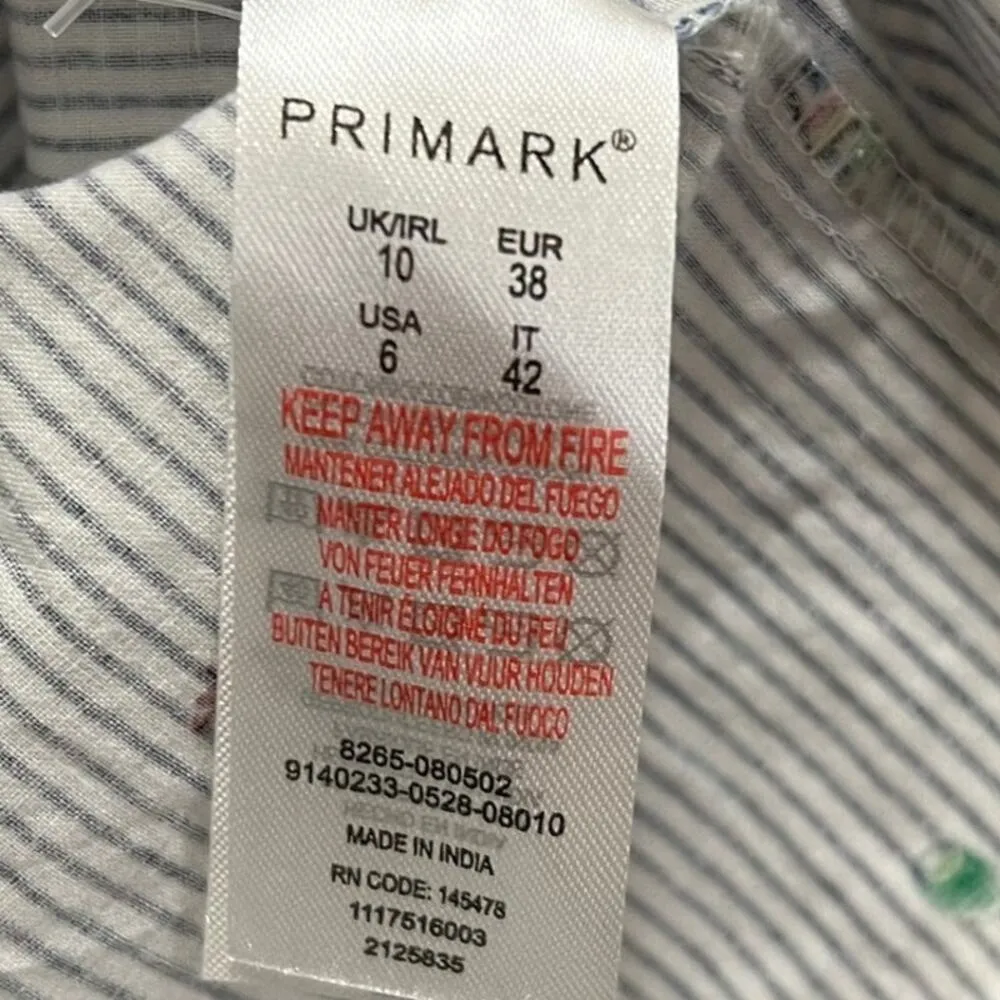 PRIMARK®
UK/IRL EUR
10 38
USA IT
6 42
KEEP AWAY FROM FIRE
MANTENER ALEJADO DEL FUEGO
MANTER LONGE DO FOGO
VON FEUER FERNHALTEN
A TENIR ÉLOIGNÉ DU FEU
BUITEN BEREIK VAN VUUR HOUDEN
TENERE LONTANO DAL FUOCO
8265-080502
9140233-0528-08010
MADE IN INDIA
RN CODE: 145478
1117516003
2125835